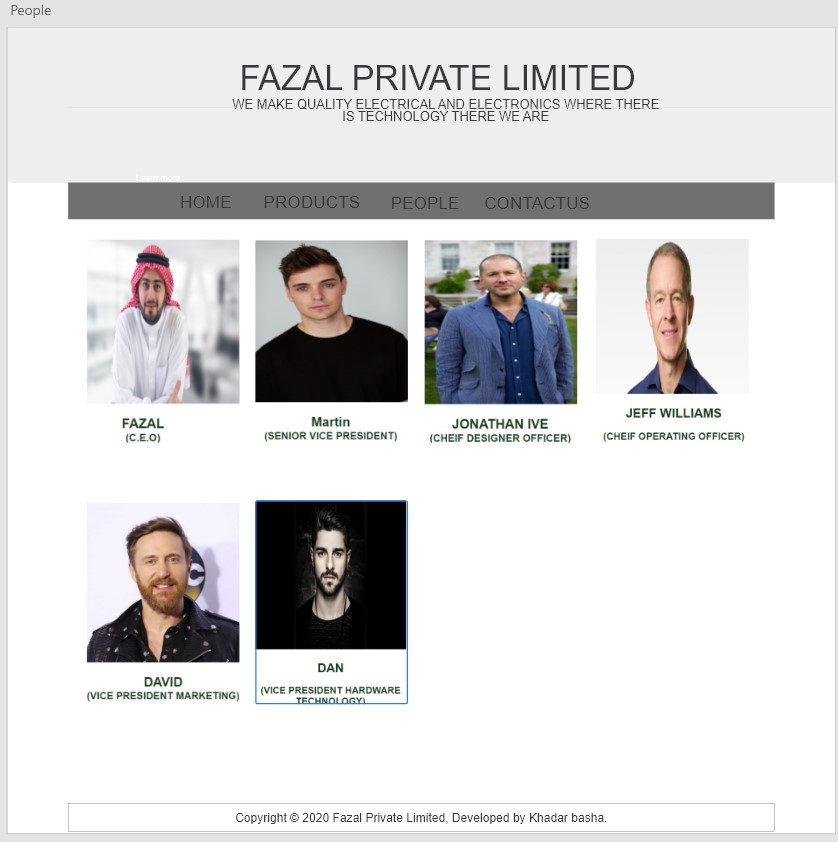 People
FAZAL PRIVATE LIMITED
WE MAKE QUALITY ELECTRICAL AND ELECTRONICS WHERE THERE
IS TECHNOLOGY THERE WE ARE
Learn more
HOME PRODUCTS PEOPLE CONTACTUS
FAZAL
(C.E.O)
Martin
(SENIOR VICE PRESIDENT)
JONATHAN IVE
(CHEIF DESIGNER OFFICER)
JEFF WILLIAMS
(CHEIF OPERATING OFFICER)
DAVID
(VICE PRESIDENT MARKETING)
DAN
(VICE PRESIDENT HARDWARE
TECHNOLOGY)
Copyright © 2020 Fazal Private Limited, Developed by Khadar basha.